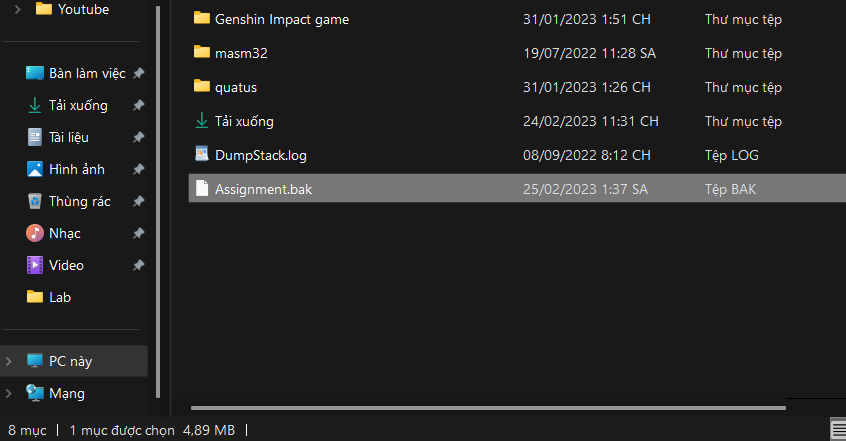 Youtube
Genshin Impact game 31/01/2023 1:51 CH Thư mục tệp
masm32 19/07/2022 11:28 SA Thư mục tệp
Bàn làm việc
quatus 31/01/2023 1:26 CH Thư mục tệp
Tải xuống
Tải xuống 24/02/2023 11:31 CH Thư mục tệp
Tài liệu
DumpStack.log 08/09/2022 8:12 CH Tệp LOG
Hình ảnh
Assignment.bak 25/02/2023 1:37 SA Tệp BAK
Thùng rác
Nhạc
Video
Lab
PC này
Mạng
8 mục 1 mục được chọn 4,89 MB